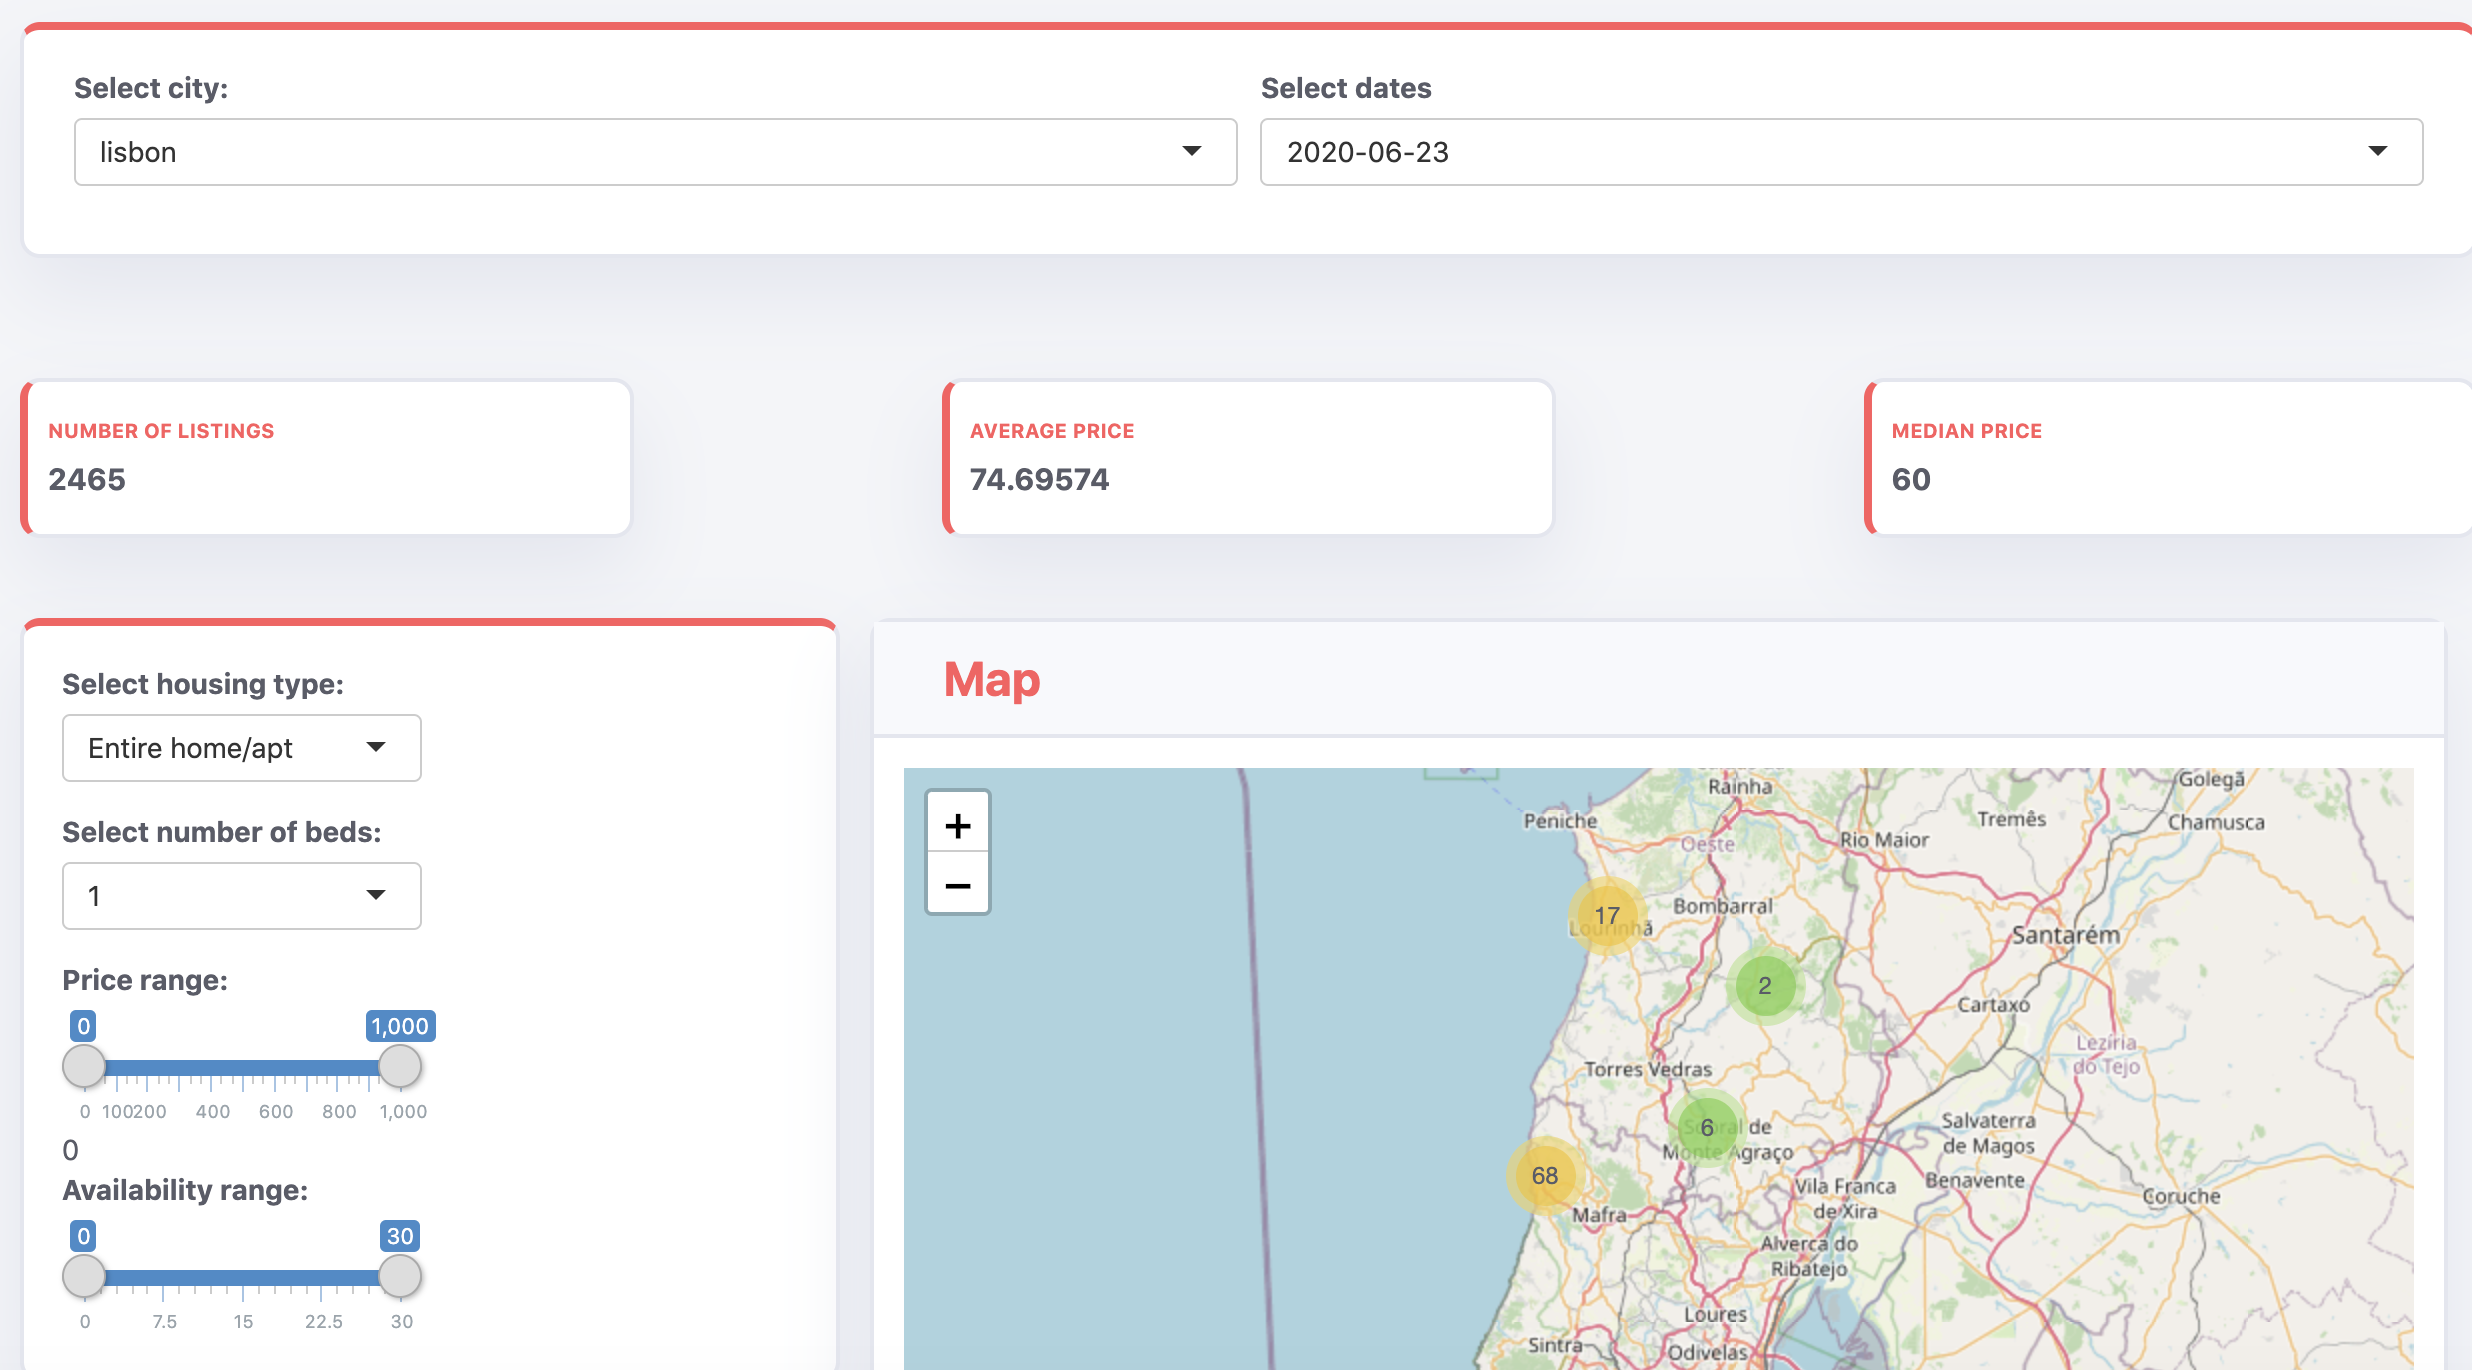 Select city:
Select dates
lisbon
2020-06-23
NUMBER OF LISTINGS
2465
AVERAGE PRICE
74.69574
MEDIAN PRICE
60
Select housing type:
Entire home/apt
Select number of beds:
1
Price range:
0 1,000
0 100200 400 600 800 1,000
0
Availability range:
0 30
0 7.5 15 22.5 30
Map
+
−
Rainha
Golegã
Peniche
Tremês
Chamusca
Oeste
Rio Maior
17
Bombarral
Lourinhã
Santarém
2
Cartaxo
Lezíria
do Tejo
Torres Vedras
6
Sobral de
Monte Agraço
Salvaterra
de Magos
68
Vila Franca
de Xira
Benavente
Coruche
Mafra
Alverca do
Ribatejo
Loures
Sintra
Odivelas